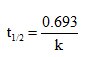 t₁/₂ = 0.693 / k